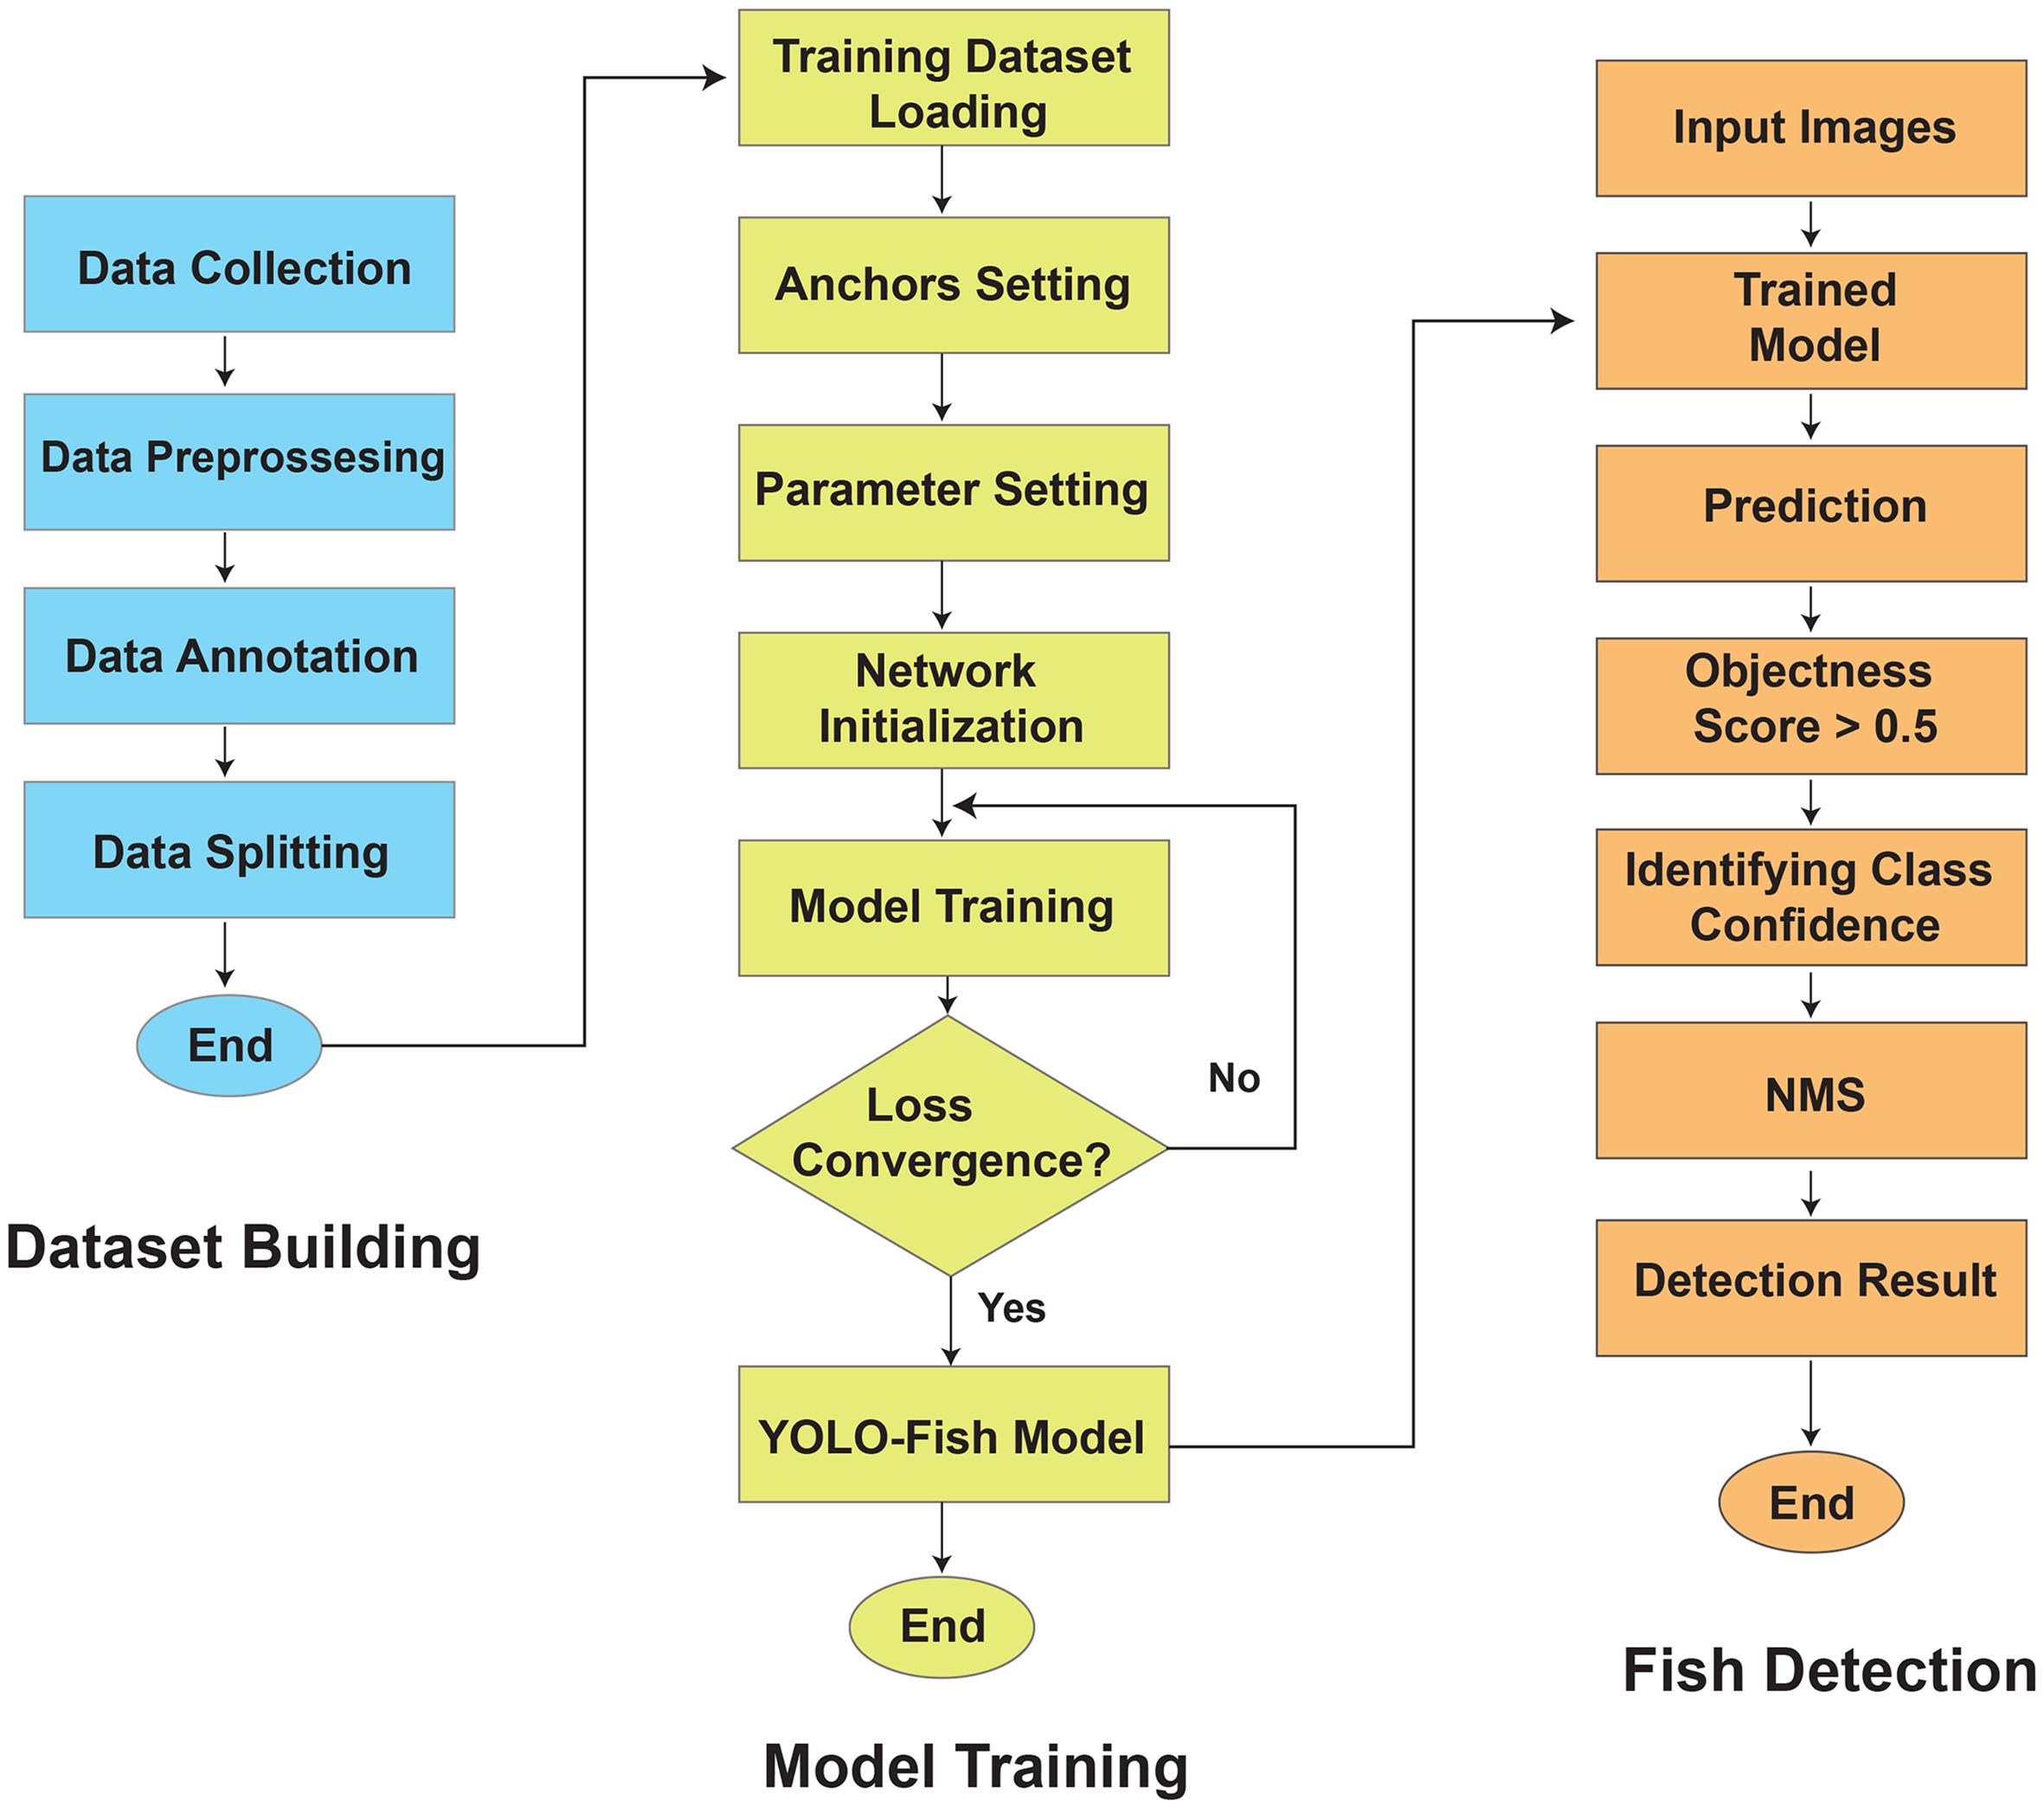 Data Collection
Data Preprossesing
Data Annotation
Data Splitting
End
Dataset Building
Training Dataset
Loading
Anchors Setting
Parameter Setting
Network
Initialization
Model Training
Loss
Convergence?
No
Yes
YOLO-Fish Model
End
Model Training
Input Images
Trained
Model
Prediction
Objectness
Score > 0.5
Identifying Class
Confidence
NMS
Detection Result
End
Fish Detection